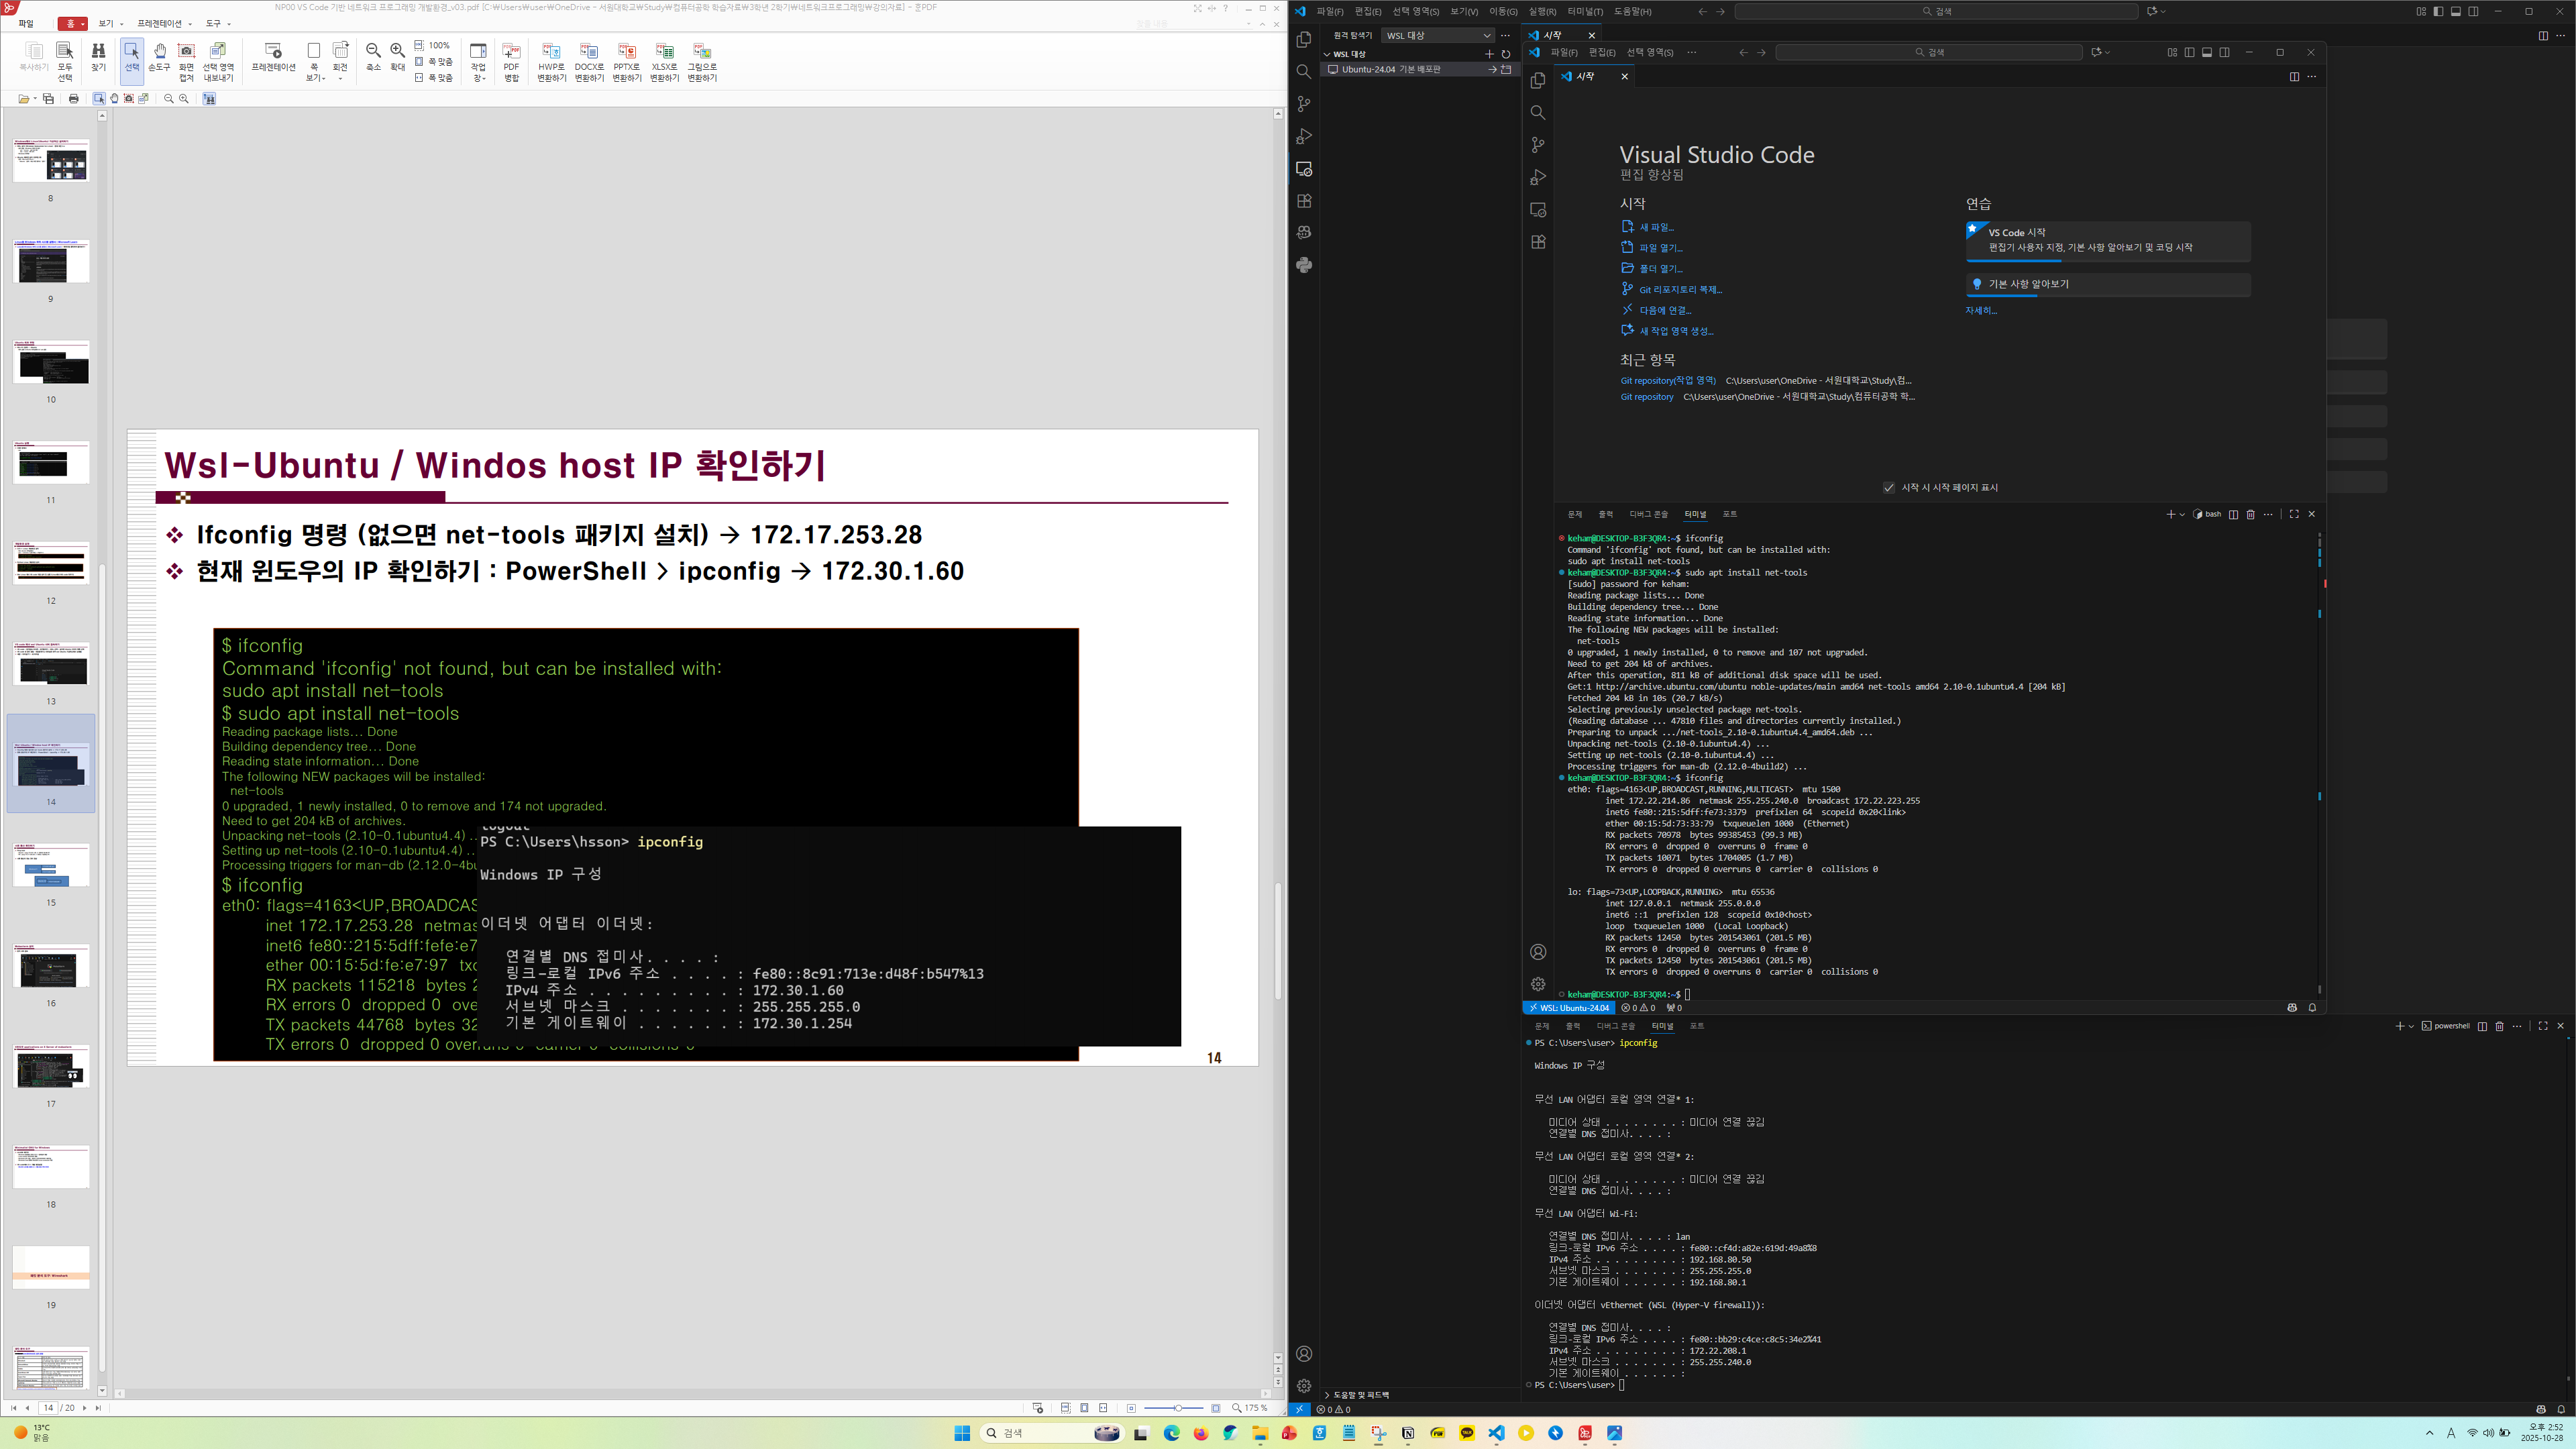 NP00 VS Code 기반 네트워크 프로그래밍 개발환경_v03.pdf [C:￦Users￦user￦OneDrive - 서원대학교￦Study￦컴퓨터공학 학습자료￦3학년 2학기￦네트워크프로그래밍￦강의자료] - 훈PDF
파일 홈 보기 프레젠테이션 도구
복사하기 모두 선택 찾기 선택 손도구 화면 캡처 선택 영역 내보내기 프레젠테이션 쪽 보기 회전 축소 확대 100% 쪽 맞춤 폭 맞춤 작업 창 PDF 병합 HWP로 변환하기 DOCX로 변환하기 PPTX로 변환하기 XLSX로 변환하기 그림으로 변환하기
8
9
10
11
12
13
14
15
16
17
18
19
Wsl-Ubuntu / Windos host IP 확인하기
Ifconfig 명령 (없으면 net-tools 패키지 설치) → 172.17.253.28
현재 윈도우의 IP 확인하기 : PowerShell > ipconfig → 172.30.1.60
$ ifconfig
Command 'ifconfig' not found, but can be installed with:
sudo apt install net-tools
$ sudo apt install net-tools
Reading package lists... Done
Building dependency tree... Done
Reading state information... Done
The following NEW packages will be installed:
net-tools
0 upgraded, 1 newly installed, 0 to remove and 174 not upgraded.
Need to get 204 kB of archives.
Unpacking net-tools (2.10-0.1ubuntu4.4) ...
Setting up net-tools (2.10-0.1ubuntu4.4) ...
Processing triggers for man-db (2.12.0-4bu
$ ifconfig
eth0: flags=4163<UP,BROADCAS
inet 172.17.253.28 netmas
inet6 fe80::215:5dff:fefe:e7
ether 00:15:5d:fe:e7:97 txq
RX packets 115218 bytes 2
RX errors 0 dropped 0 ove
TX packets 44768 bytes 32
TX errors 0 dropped 0 overruns 0 carrier 0 collisions 0
logout
PS C:\Users\hsson> ipconfig
Windows IP 구성
이더넷 어댑터 이더넷:
연결별 DNS 접미사. . . . :
링크-로컬 IPv6 주소 . . . . : fe80::8c91:713e:d48f:b547%13
IPv4 주소 . . . . . . . . . : 172.30.1.60
서브넷 마스크 . . . . . . . : 255.255.255.0
기본 게이트웨이 . . . . . . : 172.30.1.254
14
14 / 20
175 %
파일(F) 편집(E) 선택 영역(S) 보기(V) 이동(G) 실행(R) 터미널(T) 도움말(H) 검색
원격 탐색기 WSL 대상
시작
WSL 대상
Ubuntu-24.04 기본 배포판
도움말 및 피드백
파일(F) 편집(E) 선택 영역(S) 검색
시작
Visual Studio Code
편집 향상됨
시작
새 파일...
파일 열기...
폴더 열기...
Git 리포지토리 복제...
다음에 연결...
새 작업 영역 생성...
최근 항목
Git repository(작업 영역) C:\Users\user\OneDrive - 서원대학교\Study\컴...
Git repository C:\Users\user\OneDrive - 서원대학교\Study\컴퓨터공학 학...
연습
VS Code 시작
편집기 사용자 지정, 기본 사항 알아보기 및 코딩 시작
기본 사항 알아보기
자세히...
시작 시 시작 페이지 표시
문제 출력 디버그 콘솔 터미널 포트 bash
keham@DESKTOP-B3F3QR4:~$ ifconfig
Command 'ifconfig' not found, but can be installed with:
sudo apt install net-tools
keham@DESKTOP-B3F3QR4:~$ sudo apt install net-tools
[sudo] password for keham:
Reading package lists... Done
Building dependency tree... Done
Reading state information... Done
The following NEW packages will be installed:
net-tools
0 upgraded, 1 newly installed, 0 to remove and 107 not upgraded.
Need to get 204 kB of archives.
After this operation, 811 kB of additional disk space will be used.
Get:1 http://archive.ubuntu.com/ubuntu noble-updates/main amd64 net-tools amd64 2.10-0.1ubuntu4.4 [204 kB]
Fetched 204 kB in 10s (20.7 kB/s)
Selecting previously unselected package net-tools.
(Reading database ... 47810 files and directories currently installed.)
Preparing to unpack .../net-tools_2.10-0.1ubuntu4.4_amd64.deb ...
Unpacking net-tools (2.10-0.1ubuntu4.4) ...
Setting up net-tools (2.10-0.1ubuntu4.4) ...
Processing triggers for man-db (2.12.0-4build2) ...
keham@DESKTOP-B3F3QR4:~$ ifconfig
eth0: flags=4163<UP,BROADCAST,RUNNING,MULTICAST> mtu 1500
inet 172.22.214.86 netmask 255.255.240.0 broadcast 172.22.223.255
inet6 fe80::215:5dff:fe73:3379 prefixlen 64 scopeid 0x20<link>
ether 00:15:5d:73:33:79 txqueuelen 1000 (Ethernet)
RX packets 70978 bytes 99385453 (99.3 MB)
RX errors 0 dropped 0 overruns 0 frame 0
TX packets 10071 bytes 1704005 (1.7 MB)
TX errors 0 dropped 0 overruns 0 carrier 0 collisions 0
lo: flags=73<UP,LOOPBACK,RUNNING> mtu 65536
inet 127.0.0.1 netmask 255.0.0.0
inet6 ::1 prefixlen 128 scopeid 0x10<host>
loop txqueuelen 1000 (Local Loopback)
RX packets 12450 bytes 201543061 (201.5 MB)
RX errors 0 dropped 0 overruns 0 frame 0
TX packets 12450 bytes 201543061 (201.5 MB)
TX errors 0 dropped 0 overruns 0 carrier 0 collisions 0
keham@DESKTOP-B3F3QR4:~$
WSL: Ubuntu-24.04 0 0 0
문제 출력 디버그 콘솔 터미널 포트 powershell
PS C:\Users\user> ipconfig
Windows IP 구성
무선 LAN 어댑터 로컬 영역 연결* 1:
미디어 상태 . . . . . . . . : 미디어 연결 끊김
연결별 DNS 접미사. . . . :
무선 LAN 어댑터 로컬 영역 연결* 2:
미디어 상태 . . . . . . . . : 미디어 연결 끊김
연결별 DNS 접미사. . . . :
무선 LAN 어댑터 Wi-Fi:
연결별 DNS 접미사. . . . : lan
링크-로컬 IPv6 주소 . . . . : fe80::cf4d:a82e:619d:49a8%8
IPv4 주소 . . . . . . . . . : 192.168.80.50
서브넷 마스크 . . . . . . . : 255.255.255.0
기본 게이트웨이 . . . . . . : 192.168.80.1
이더넷 어댑터 vEthernet (WSL (Hyper-V firewall)):
연결별 DNS 접미사. . . . :
링크-로컬 IPv6 주소 . . . . : fe80::bb29:c4ce:c8c5:34e2%41
IPv4 주소 . . . . . . . . . : 172.22.208.1
서브넷 마스크 . . . . . . . : 255.255.240.0
기본 게이트웨이 . . . . . . :
PS C:\Users\user>
0 0
13°C
맑음
검색
A
오후 2:52
2025-10-28